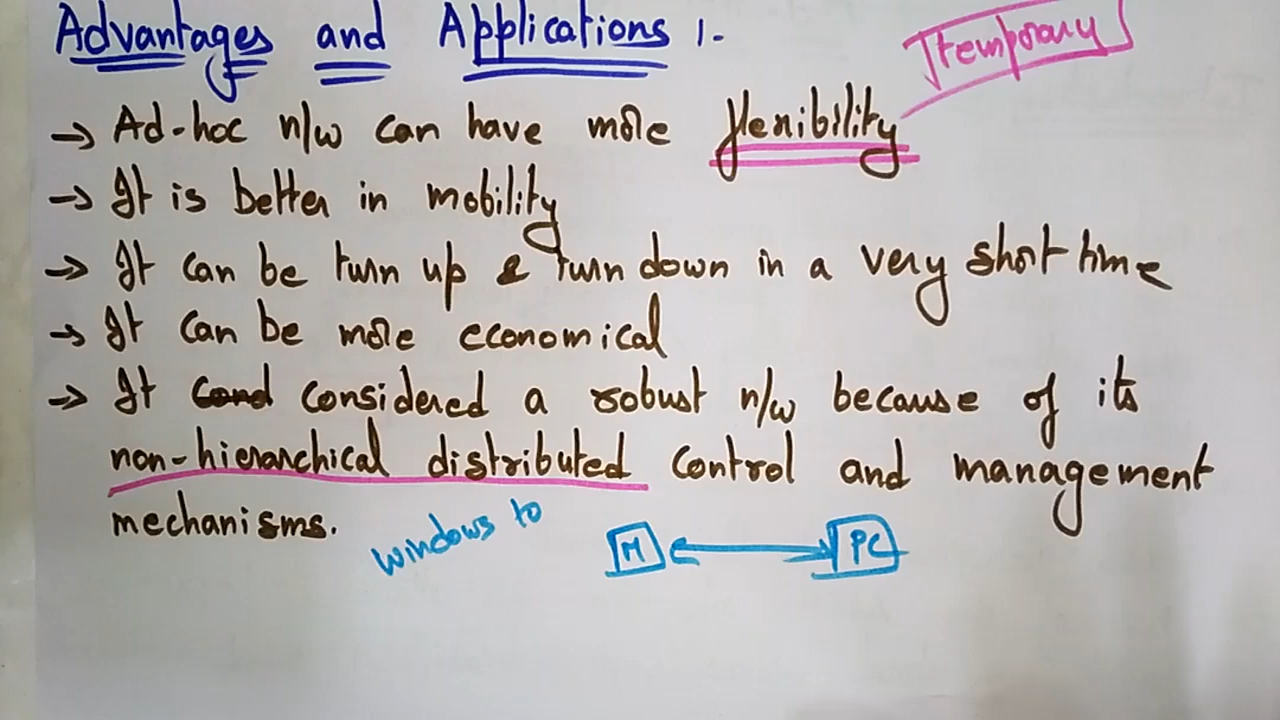 Advantages and Applications :-
temporary
→ Ad-hoc n/w can have more flexibility
→ It is better in mobility
→ It can be turn up & turn down in a very short time
→ It can be more economical
→ It cond considered a robust n/w because of its
non-hierarchical distributed control and management
mechanisms.
windows to
M
PC